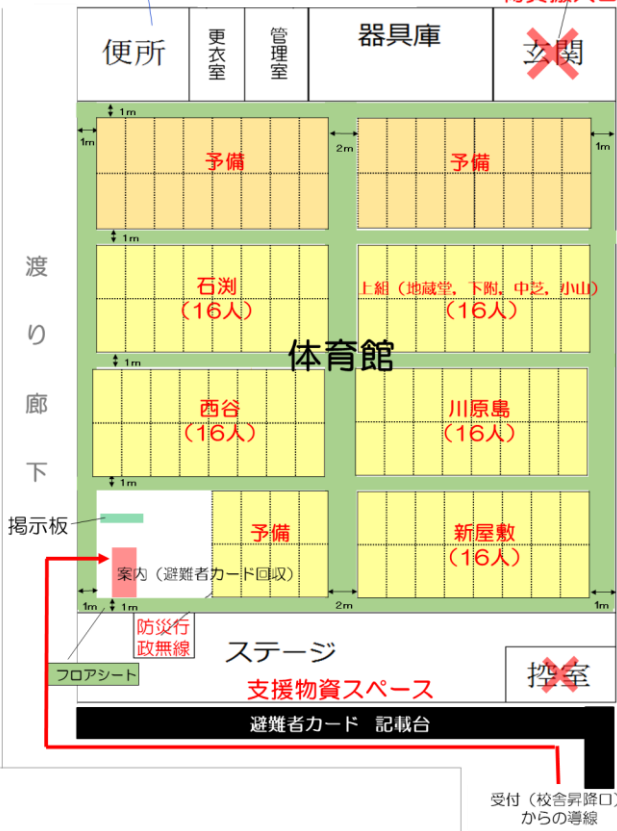 便所
更衣室
管理室
器具庫
玄関
1m
1m
2m
1m
予備
予備
1m
渡り廊下
石渕
(16人)
上組（地蔵堂，下附，中芝，小山）
(16人)
体育館
1m
西谷
(16人)
川原島
(16人)
1m
掲示板
案内（避難者カード回収）
予備
新屋敷
(16人)
1m
1m
2m
1m
防災行
政無線
ステージ
フロアシート
支援物資スペース
控室
避難者カード　記載台
受付（校舎昇降口）
からの導線